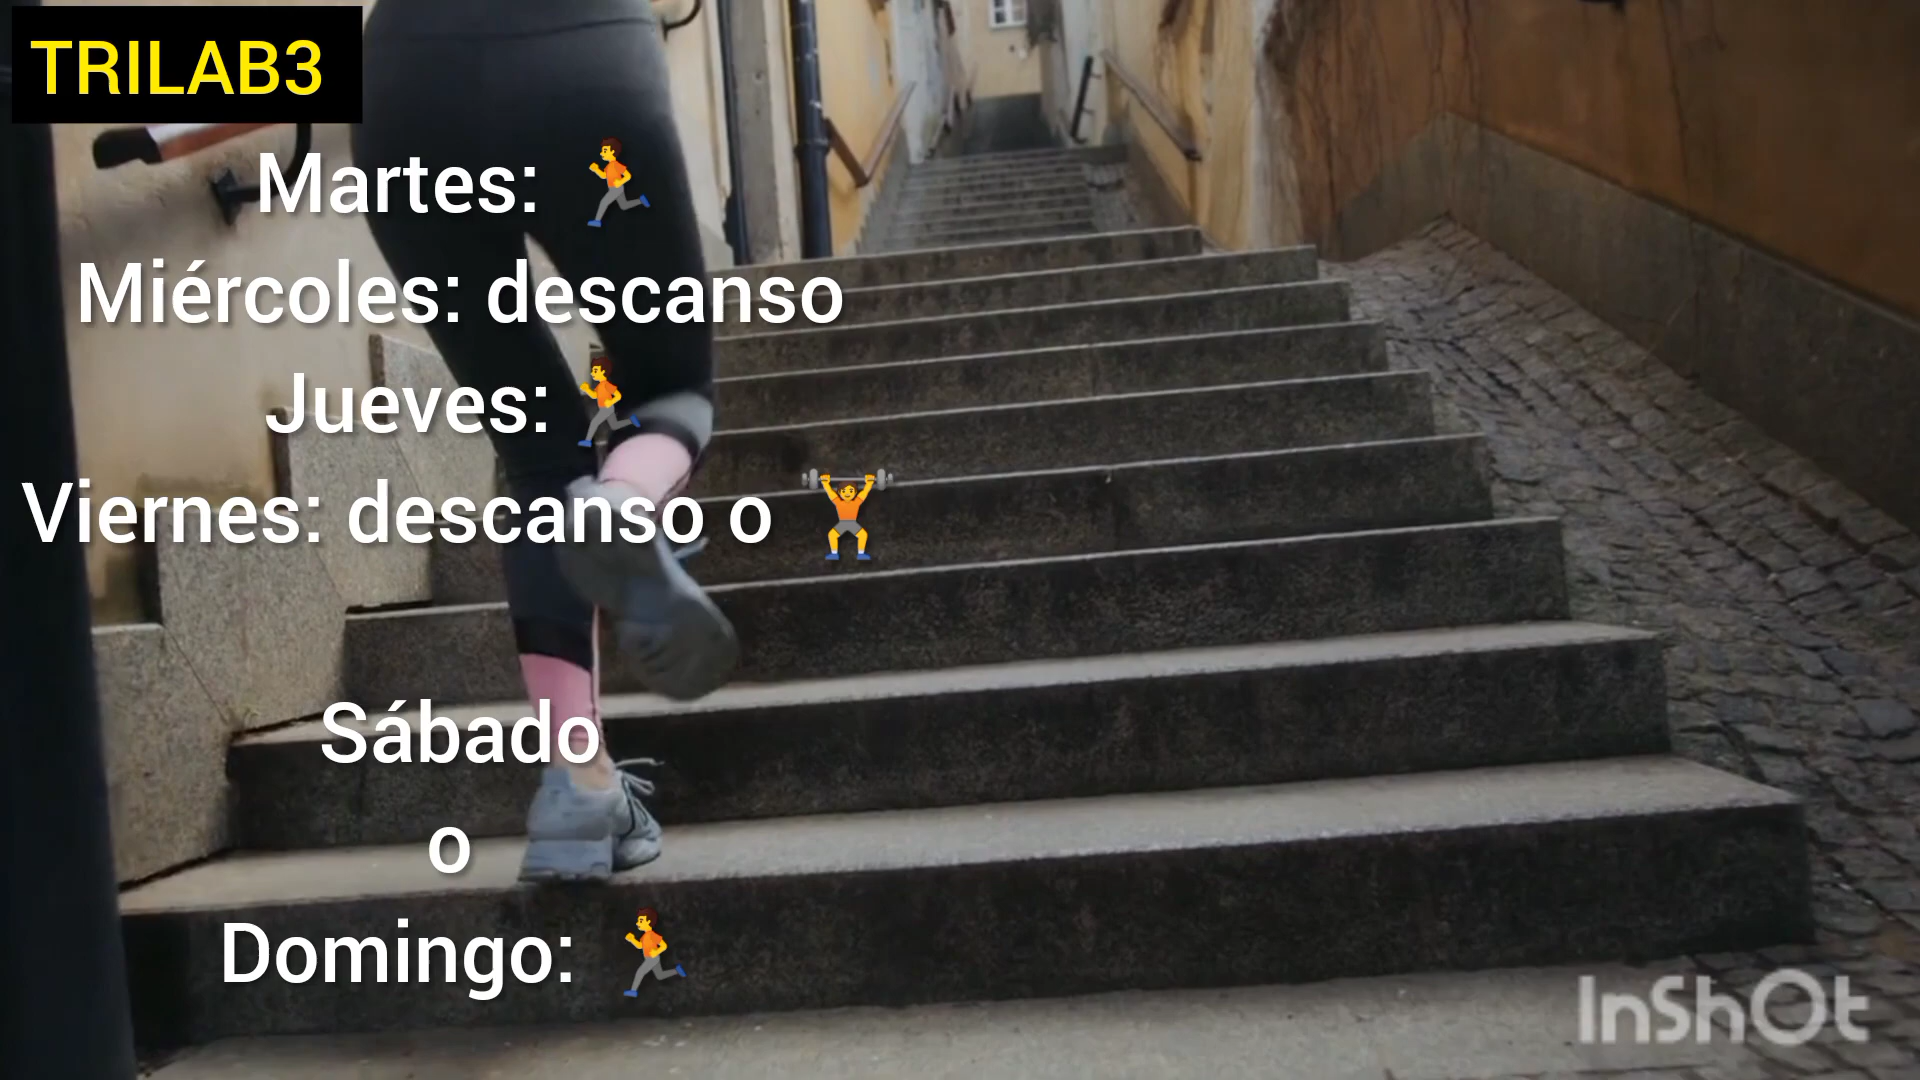 TRILAB3
Martes: 🏃
Miércoles: descanso
Jueves: 🏃
Viernes: descanso o 🏋️
Sábado
o
Domingo: 🏃
InShOt